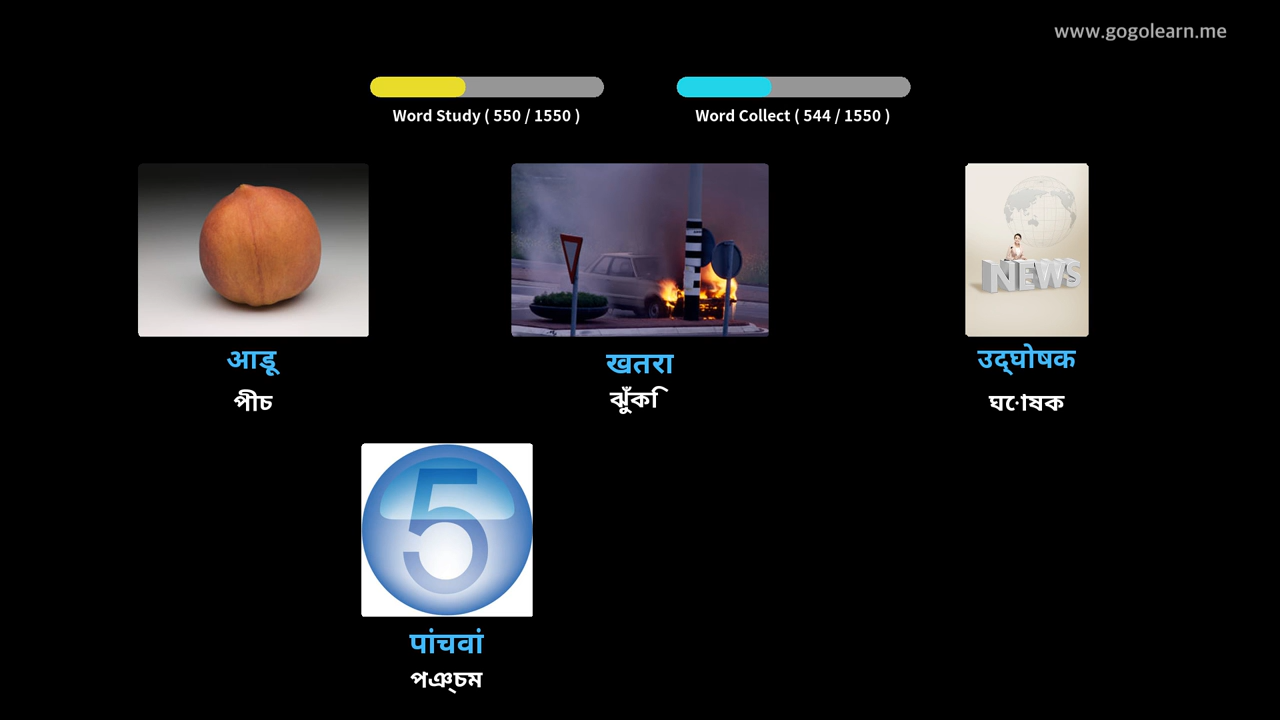 www.gogolearn.me
Word Study ( 550 / 1550 )
Word Collect ( 544 / 1550 )
आड़ू
পীচ
खतरा
ঝুঁকি
NEWS
उद्घोषक
ঘোষক
5
पांचवां
পঞ্চম